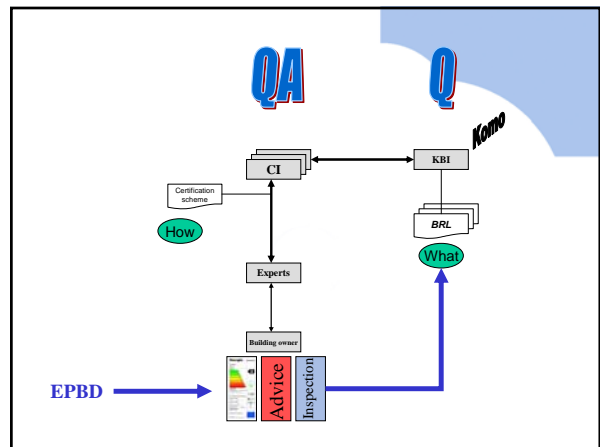 QA
Q
Komo
CI
KBI
Certification
scheme
BRL
How
What
Experts
Building owner
EPBD
Advice
Inspection